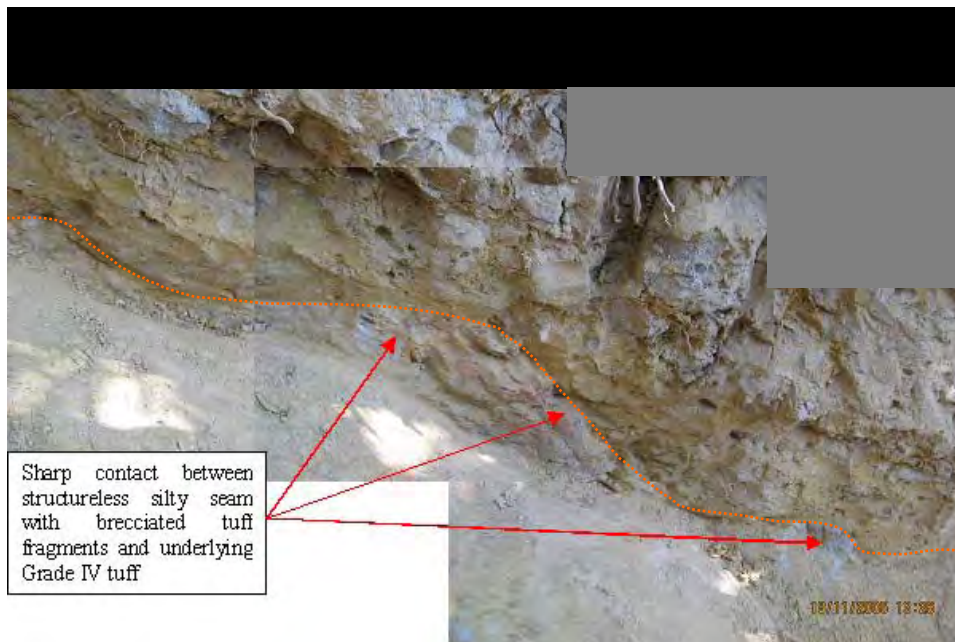 Sharp contact between
structureless silty seam
with brecciated tuff
fragments and underlying
Grade IV tuff